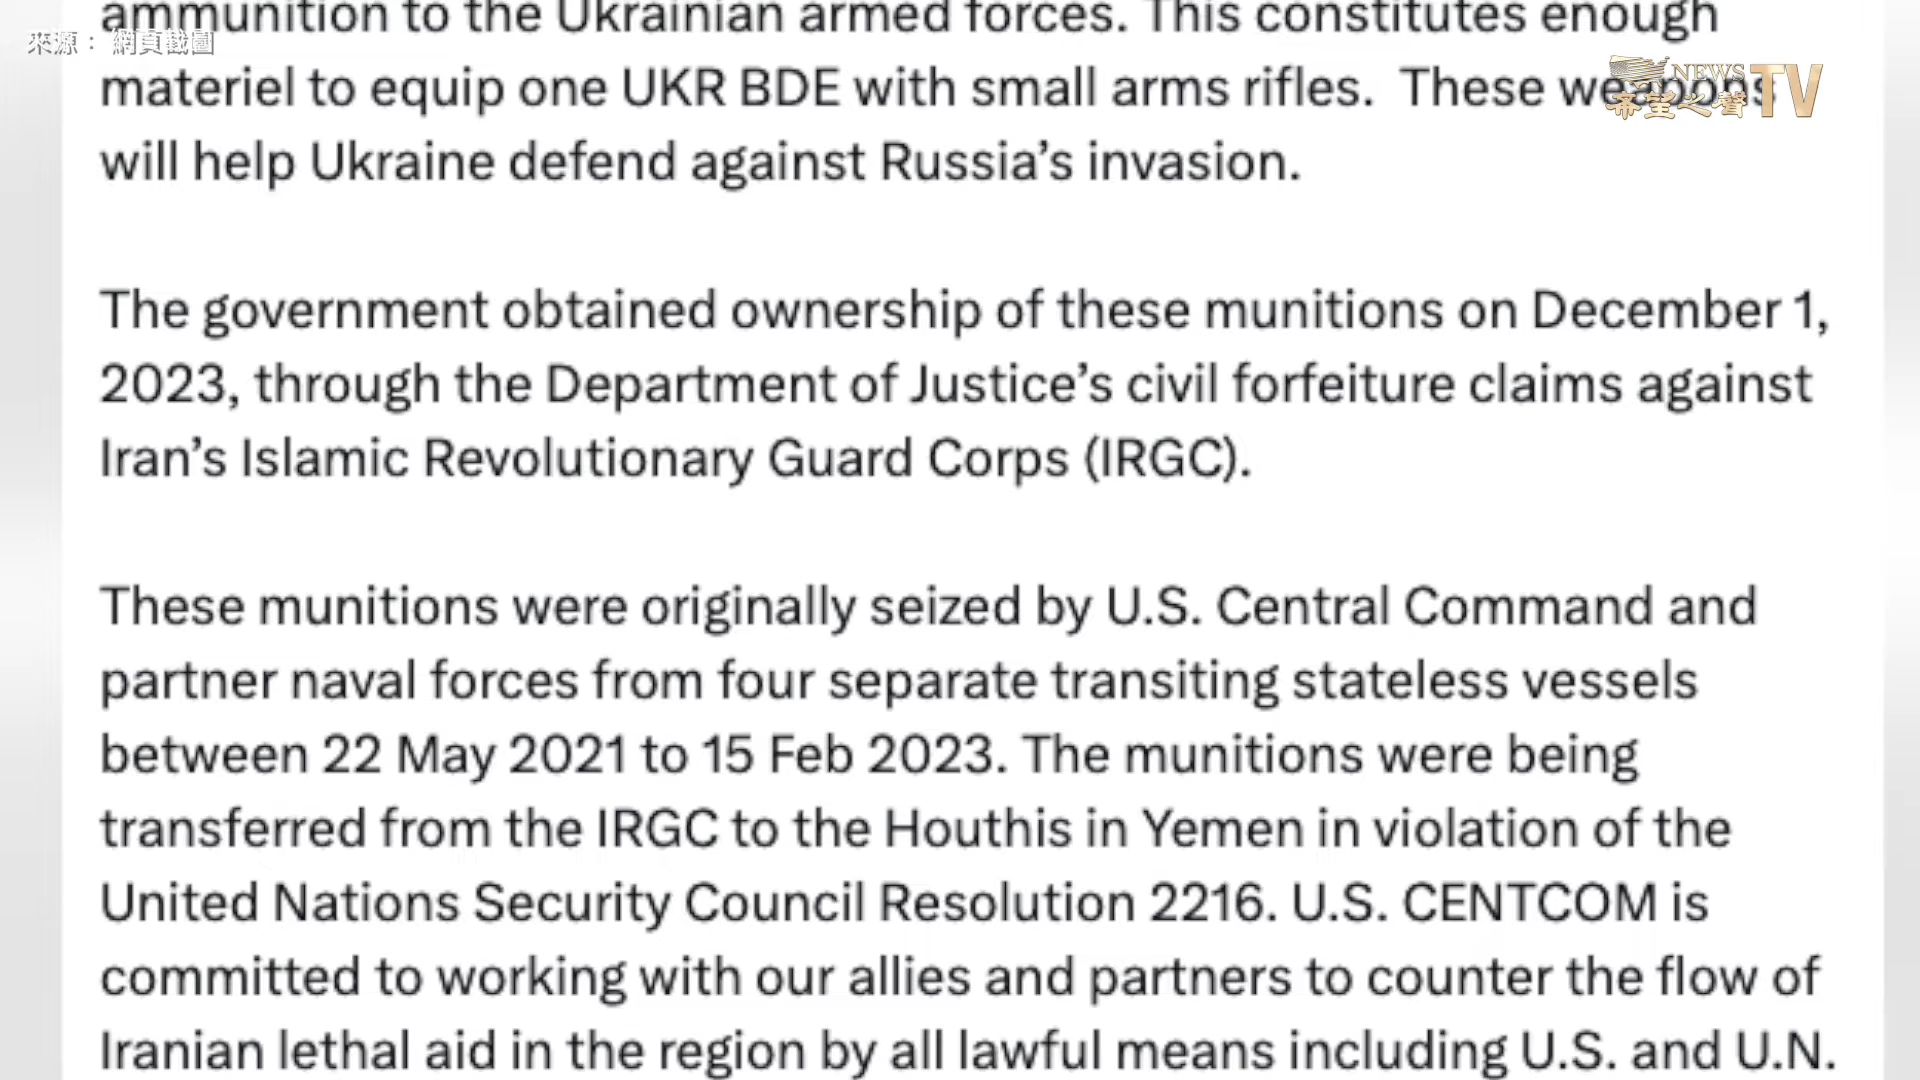 ammunition to the Ukrainian armed forces. This constitutes enough
來源： 網頁截圖
materiel to equip one UKR BDE with small arms rifles.  These weapons
NEWS
希望之聲TV
will help Ukraine defend against Russia’s invasion.
The government obtained ownership of these munitions on December 1,
2023, through the Department of Justice’s civil forfeiture claims against
Iran’s Islamic Revolutionary Guard Corps (IRGC).
These munitions were originally seized by U.S. Central Command and
partner naval forces from four separate transiting stateless vessels
between 22 May 2021 to 15 Feb 2023. The munitions were being
transferred from the IRGC to the Houthis in Yemen in violation of the
United Nations Security Council Resolution 2216. U.S. CENTCOM is
committed to working with our allies and partners to counter the flow of
Iranian lethal aid in the region by all lawful means including U.S. and U.N.